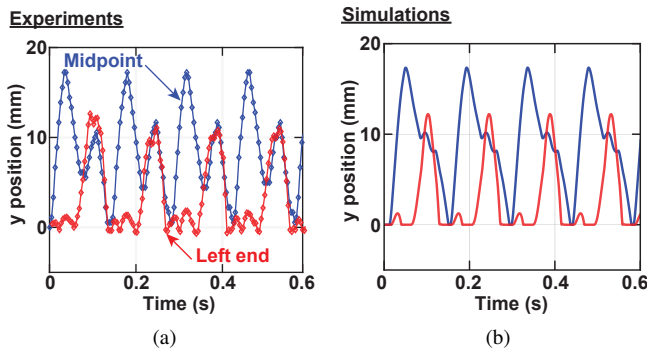 Experiments
Simulations
20
10
0
y position (mm)
Midpoint
Left end
0
0.2
0.4
0.6
Time (s)
(a)
20
10
0
y position (mm)
0
0.2
0.4
0.6
Time (s)
(b)